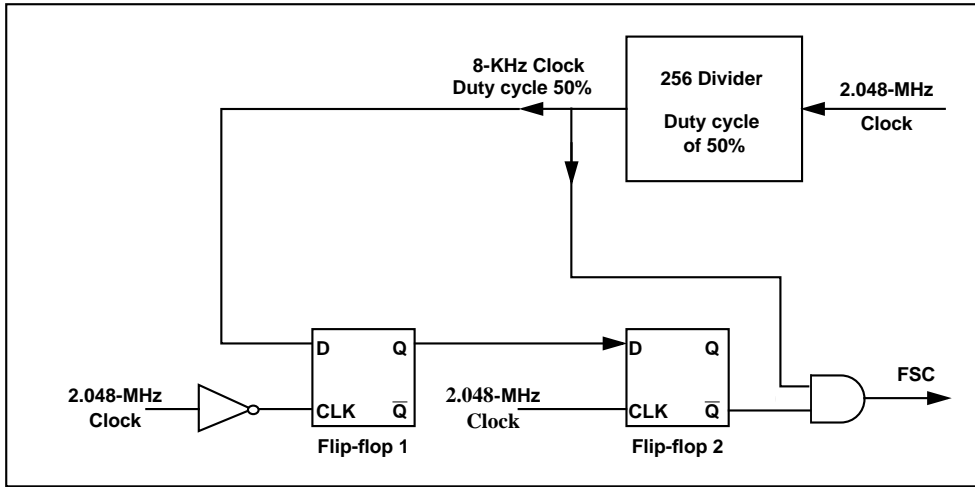 8-KHz Clock
Duty cycle 50%
256 Divider
Duty cycle
of 50%
2.048-MHz
Clock
D
Q
CLK
Q̅
Flip-flop 1
2.048-MHz
Clock
D
Q
CLK
Q̅
Flip-flop 2
2.048-MHz
Clock
FSC